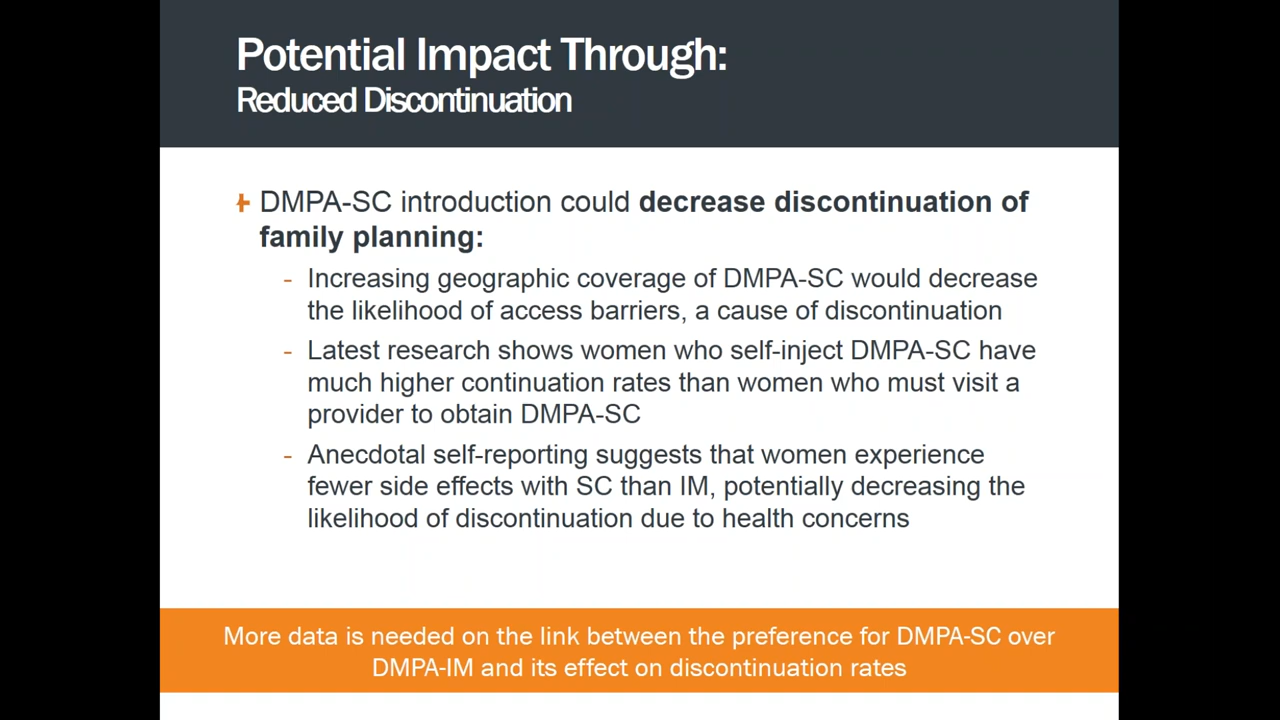 Potential Impact Through:
Reduced Discontinuation
DMPA-SC introduction could decrease discontinuation of
family planning:
- Increasing geographic coverage of DMPA-SC would decrease
the likelihood of access barriers, a cause of discontinuation
- Latest research shows women who self-inject DMPA-SC have
much higher continuation rates than women who must visit a
provider to obtain DMPA-SC
- Anecdotal self-reporting suggests that women experience
fewer side effects with SC than IM, potentially decreasing the
likelihood of discontinuation due to health concerns
More data is needed on the link between the preference for DMPA-SC over
DMPA-IM and its effect on discontinuation rates